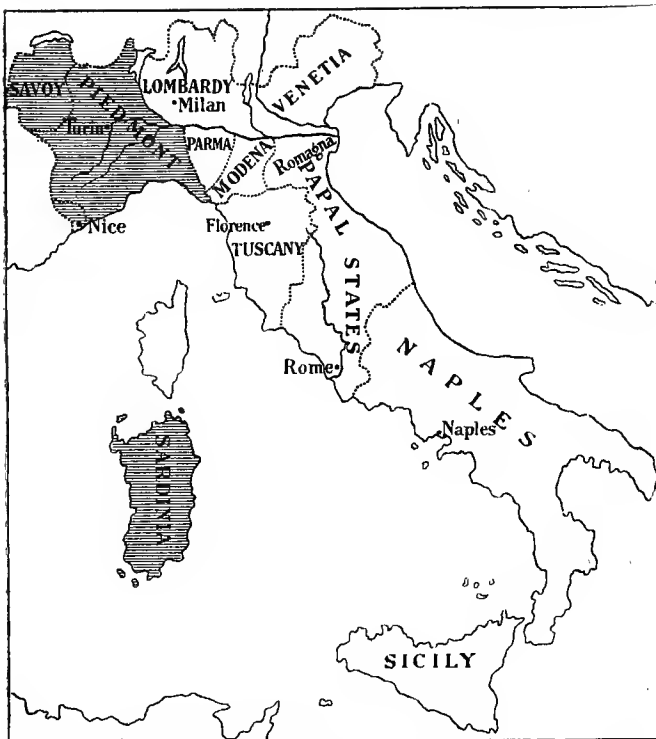 SAVOY
PIEDMONT
Turin
LOMBARDY
Milan
VENETIA
PARMA
MODENA
Romagna
Nice
Florence
TUSCANY
PAPAL STATES
Rome
NAPLES
Naples
SARDINIA
SICILY